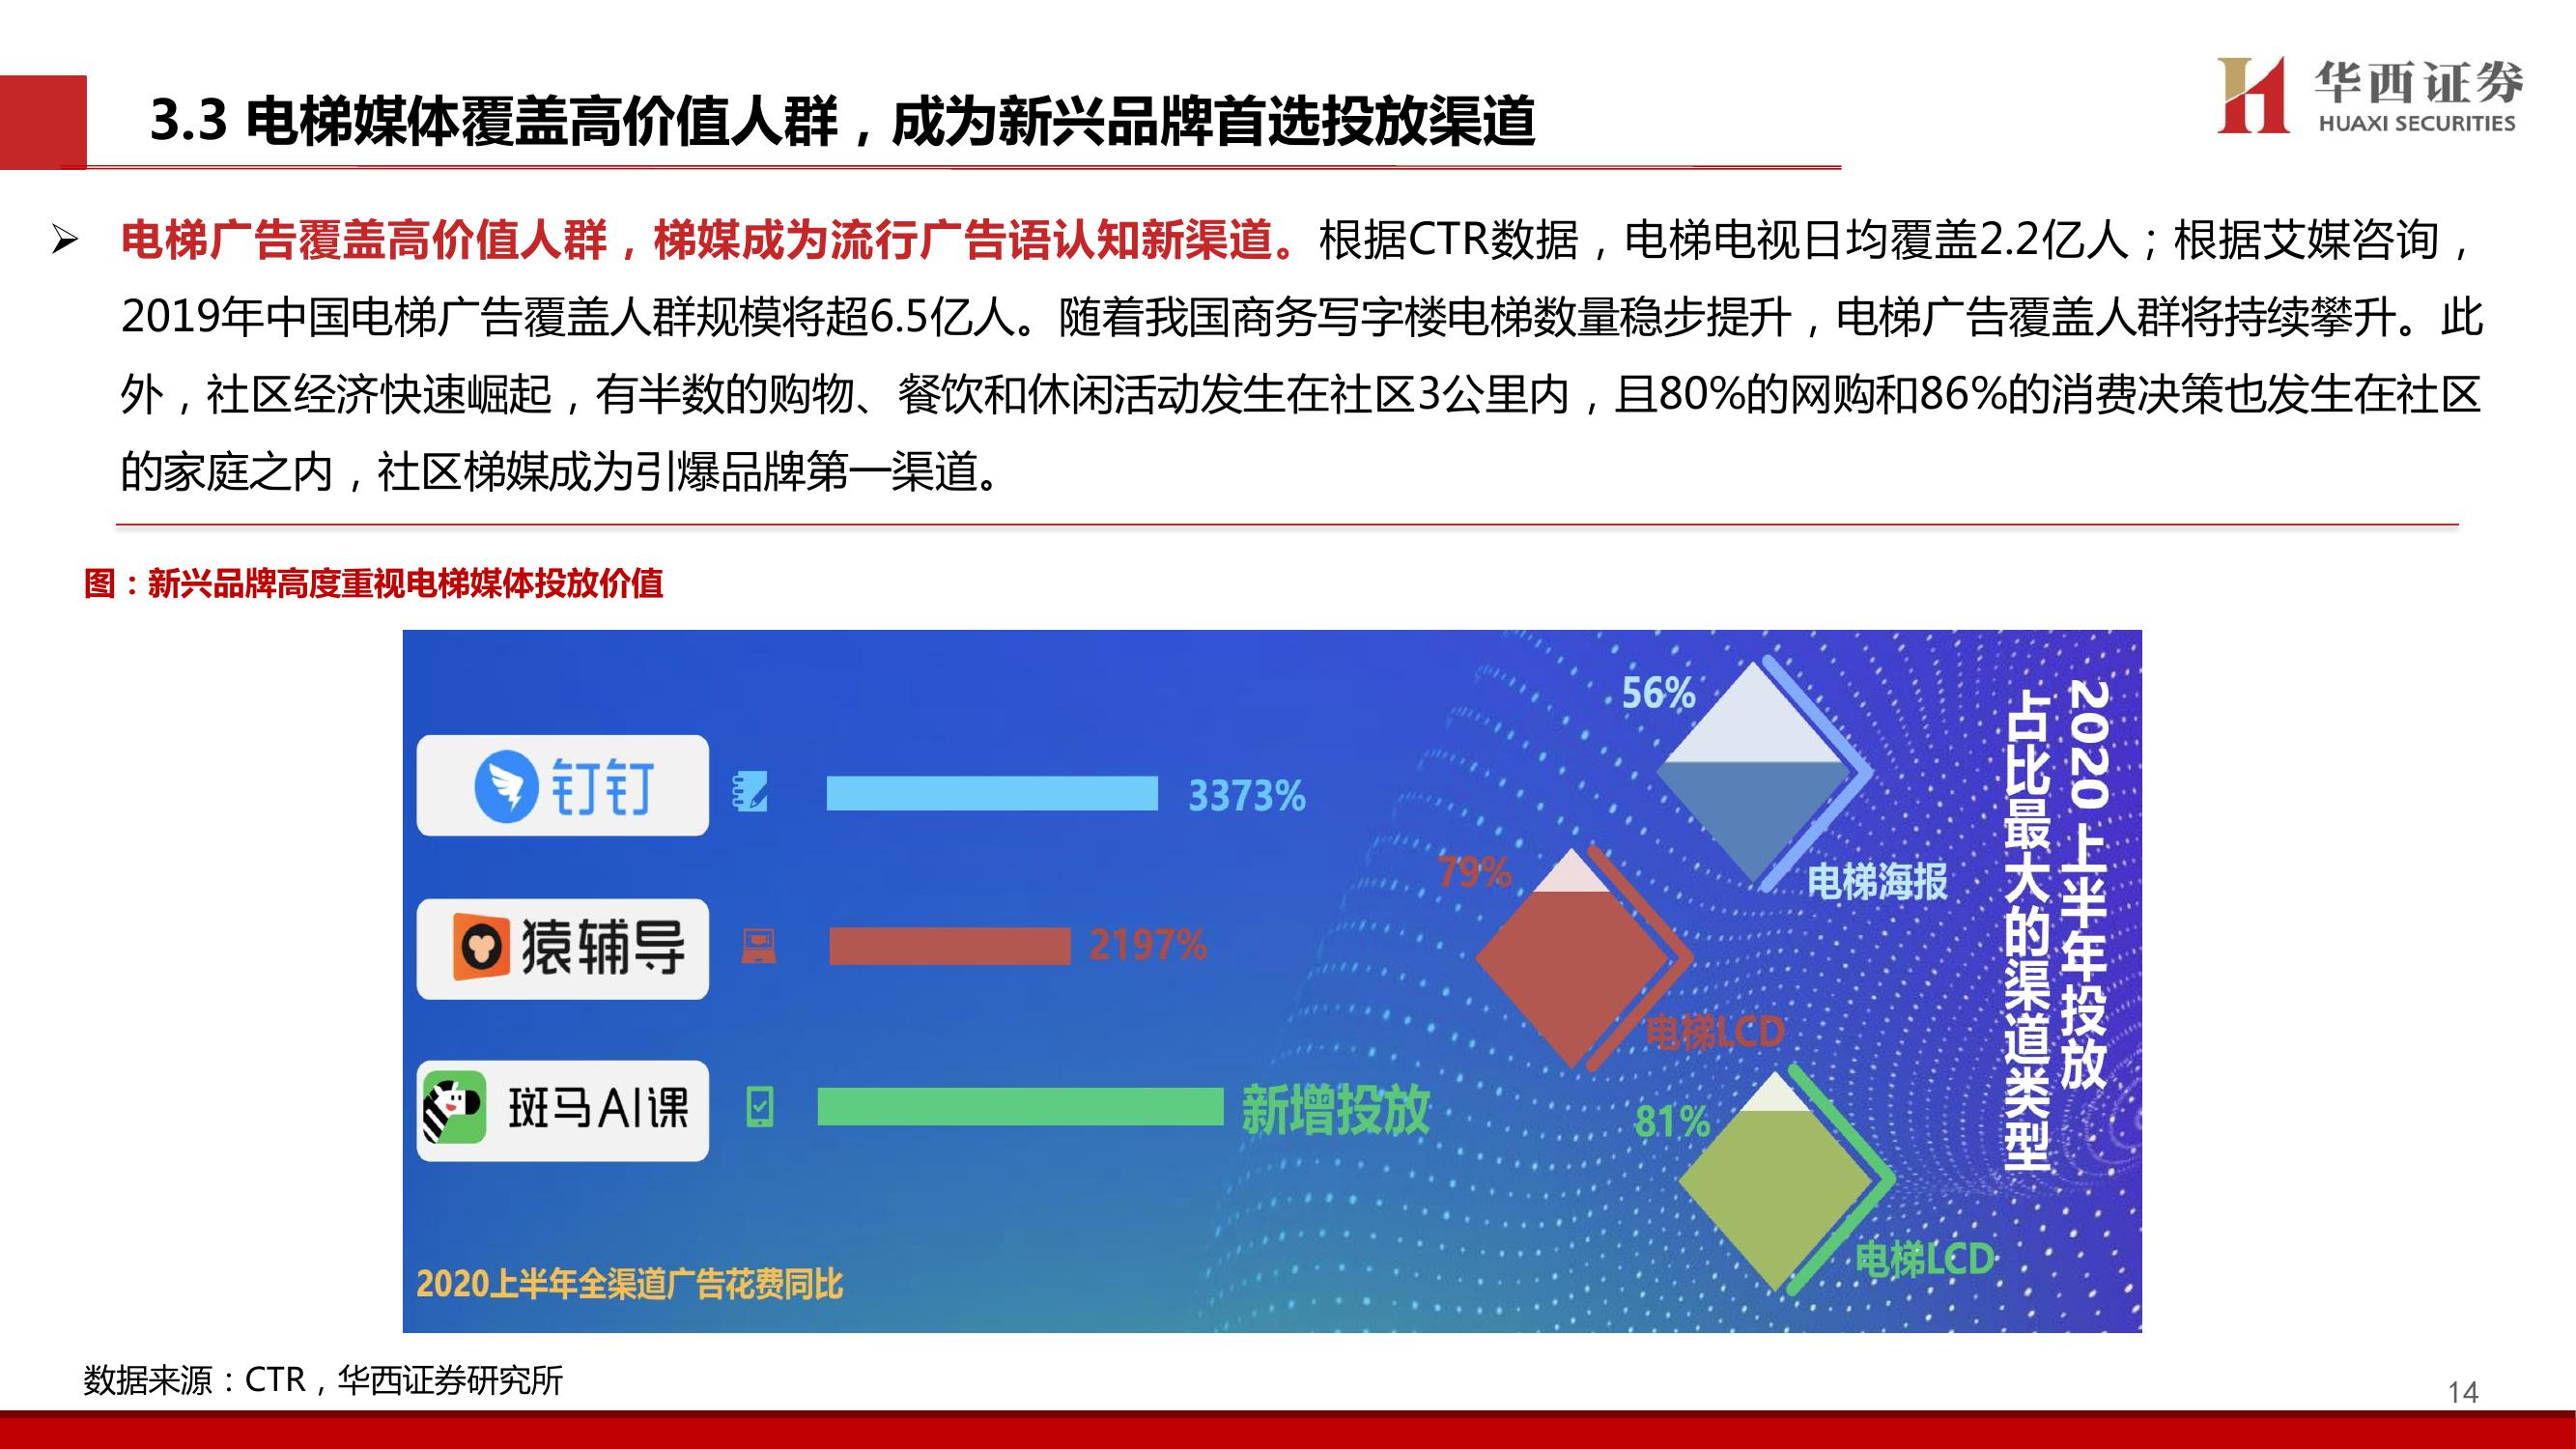 3.3 电梯媒体覆盖高价值人群，成为新兴品牌首选投放渠道
华西证券
HUAXI SECURITIES
电梯广告覆盖高价值人群，梯媒成为流行广告语认知新渠道。根据CTR数据，电梯电视日均覆盖2.2亿人；根据艾媒咨询，
2019年中国电梯广告覆盖人群规模将超6.5亿人。随着我国商务写字楼电梯数量稳步提升，电梯广告覆盖人群将持续攀升。此
外，社区经济快速崛起，有半数的购物、餐饮和休闲活动发生在社区3公里内，且80%的网购和86%的消费决策也发生在社区
的家庭之内，社区梯媒成为引爆品牌第一渠道。
图：新兴品牌高度重视电梯媒体投放价值
钉钉
3373%
猿辅导
2197%
斑马AI课
新增投放
2020上半年全渠道广告花费同比
56%
电梯海报
79%
电梯LCD
81%
电梯LCD
2020上半年投放
占比最大的渠道类型
数据来源：CTR，华西证券研究所
14